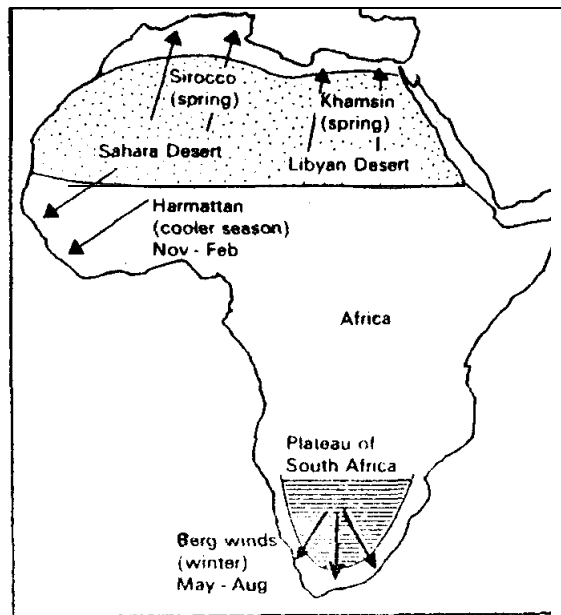 Sirocco
(spring)
Khamsin
(spring)
Sahara Desert
Libyan Desert
Harmattan
(cooler season)
Nov - Feb
Africa
Plateau of
South Africa
Berg winds
(winter)
May - Aug